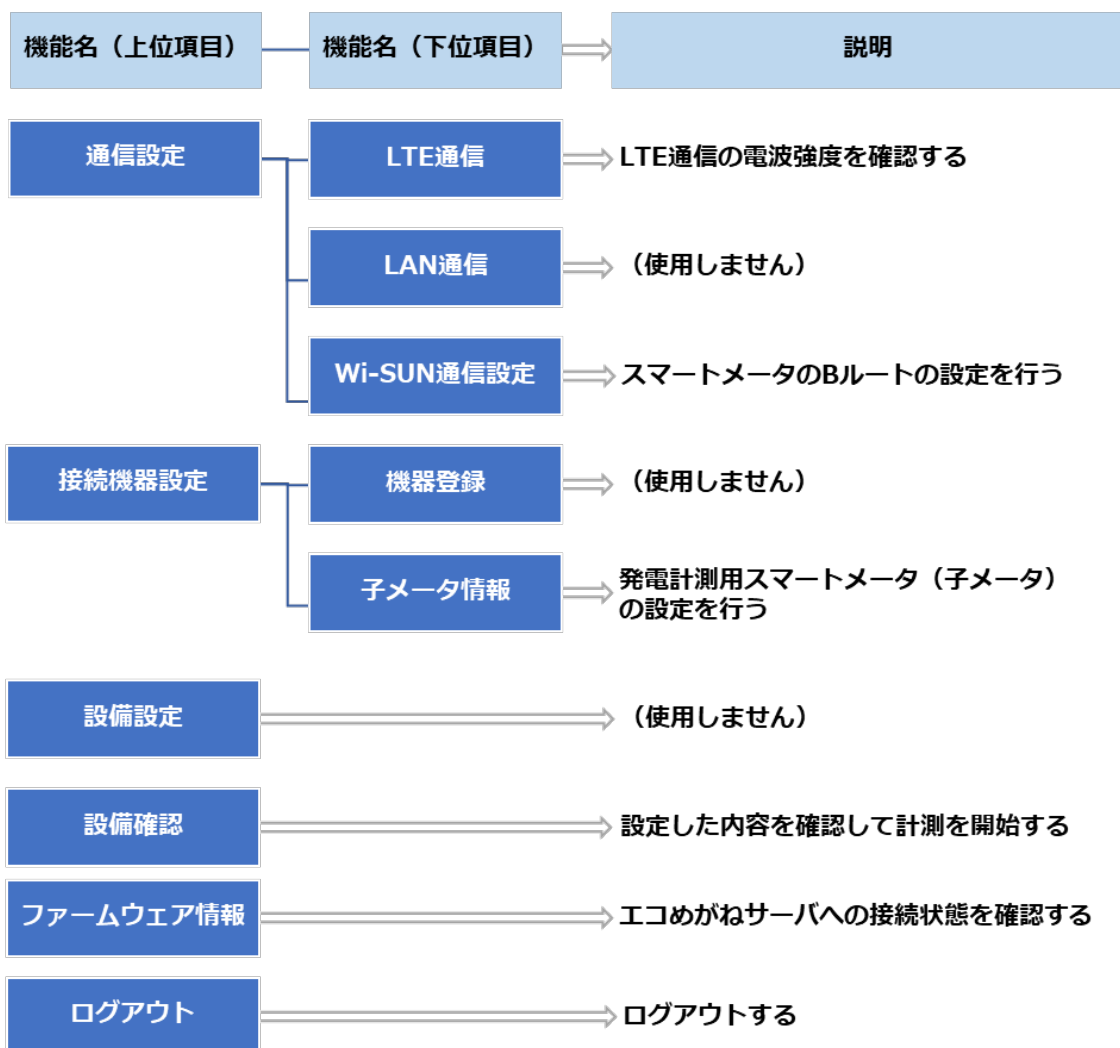 機能名（上位項目）
機能名（下位項目）
説明
通信設定
LTE通信
LTE通信の電波強度を確認する
LAN通信
（使用しません）
Wi-SUN通信設定
スマートメータのBルートの設定を行う
接続機器設定
機器登録
（使用しません）
子メータ情報
発電計測用スマートメータ（子メータ）
の設定を行う
設備設定
（使用しません）
設備確認
設定した内容を確認して計測を開始する
ファームウェア情報
エコめがねサーバへの接続状態を確認する
ログアウト
ログアウトする